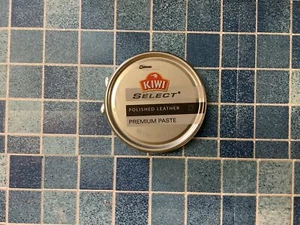 KIWI
SELECT
POLISHED LEATHER
PREMIUM PASTE